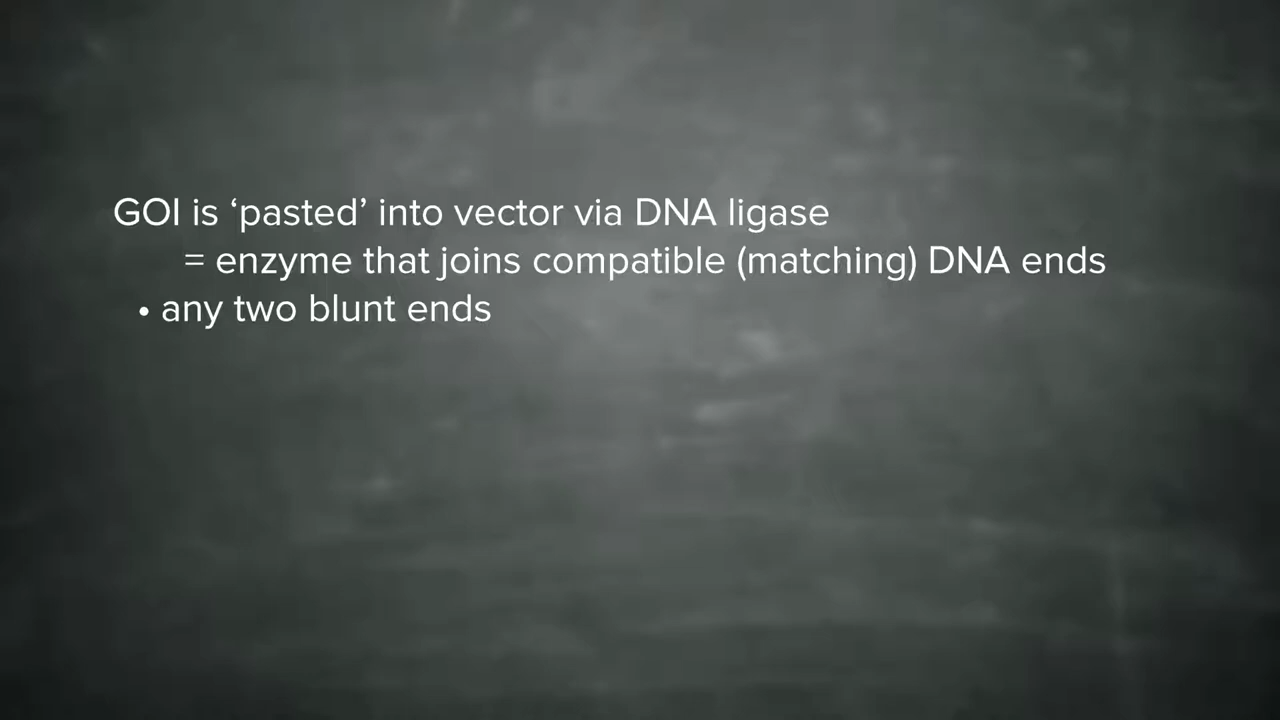 GOI is ‘pasted’ into vector via DNA ligase
= enzyme that joins compatible (matching) DNA ends
• any two blunt ends